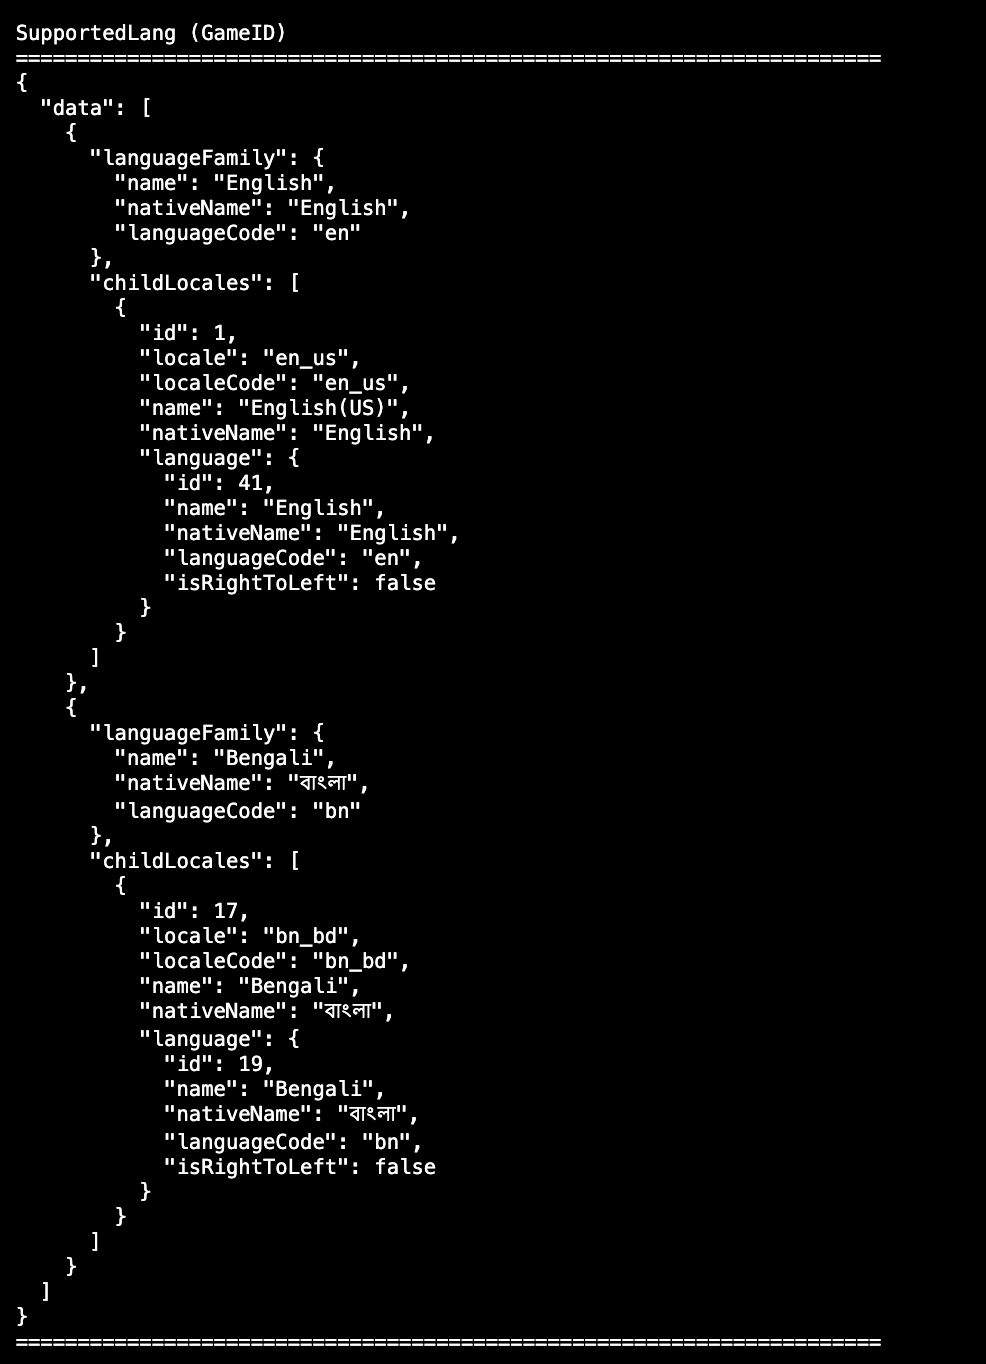 SupportedLang (GameID)
======================================================================
{
  "data": [
    {
      "languageFamily": {
        "name": "English",
        "nativeName": "English",
        "languageCode": "en"
      },
      "childLocales": [
        {
          "id": 1,
          "locale": "en_us",
          "localeCode": "en_us",
          "name": "English(US)",
          "nativeName": "English",
          "language": {
            "id": 41,
            "name": "English",
            "nativeName": "English",
            "languageCode": "en",
            "isRightToLeft": false
          }
        }
      ]
    },
    {
      "languageFamily": {
        "name": "Bengali",
        "nativeName": "বাংলা",
        "languageCode": "bn"
      },
      "childLocales": [
        {
          "id": 17,
          "locale": "bn_bd",
          "localeCode": "bn_bd",
          "name": "Bengali",
          "nativeName": "বাংলা",
          "language": {
            "id": 19,
            "name": "Bengali",
            "nativeName": "বাংলা",
            "languageCode": "bn",
            "isRightToLeft": false
          }
        }
      ]
    }
  ]
}
======================================================================